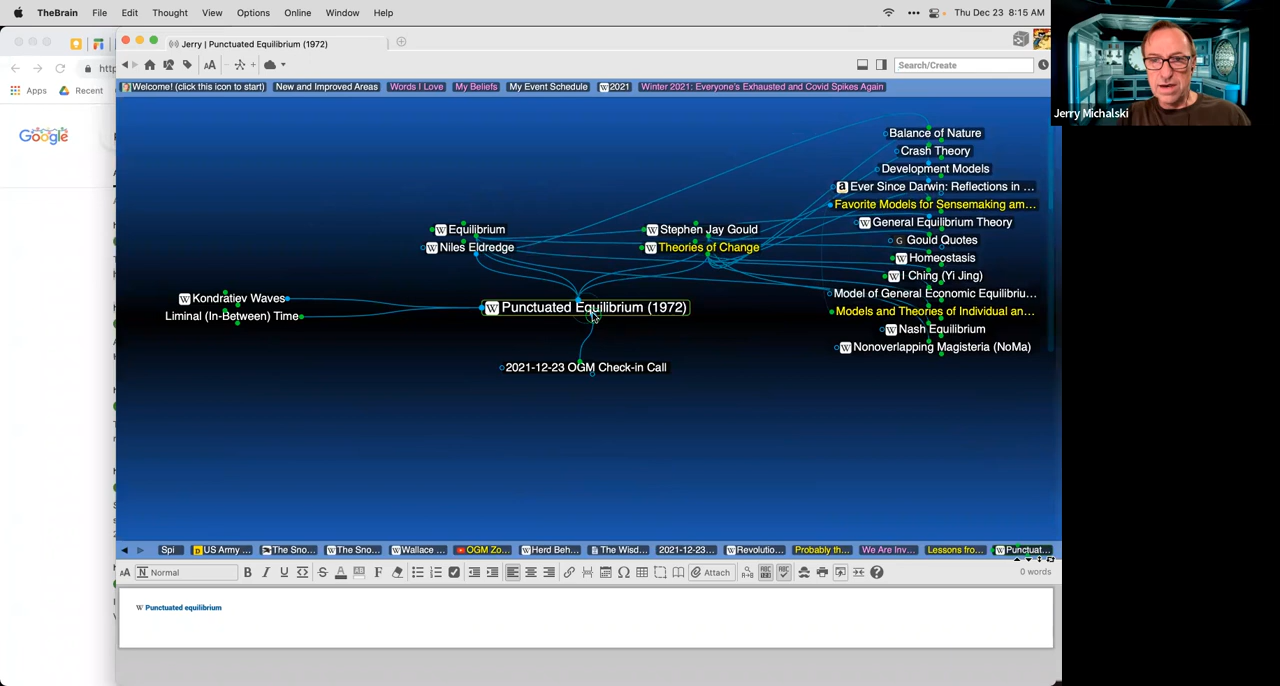 TheBrain File Edit Thought View Options Online Window Help Thu Dec 23 8:15 AM
Jerry | Punctuated Equilibrium (1972)
Search/Create
Welcome! (click this icon to start) New and Improved Areas Words I Love My Beliefs My Event Schedule W 2021 Winter 2021: Everyone's Exhausted and Covid Spikes Again
Jerry Michalski
Apps Recent
Google
Balance of Nature
Crash Theory
Development Models
a Ever Since Darwin: Reflections in ...
Favorite Models for Sensemaking am...
W General Equilibrium Theory
G Gould Quotes
W Homeostasis
W I Ching (Yi Jing)
Model of General Economic Equilibriu...
Models and Theories of Individual an...
W Nash Equilibrium
W Nonoverlapping Magisteria (NoMa)
W Equilibrium W Stephen Jay Gould
W Niles Eldredge W Theories of Change
W Kondratiev Waves
Liminal (In-Between) Time
W Punctuated Equilibrium (1972)
2021-12-23 OGM Check-in Call
Spi US Army ... The Sno... W The Sno... W Wallace ... OGM Zo... W Herd Beh... The Wisd... 2021-12-23... W Revolutio... Probably th... We Are Inv... Lessons fro... W Punctuat...
Normal B I U S A F Attach 0 words
W Punctuated equilibrium